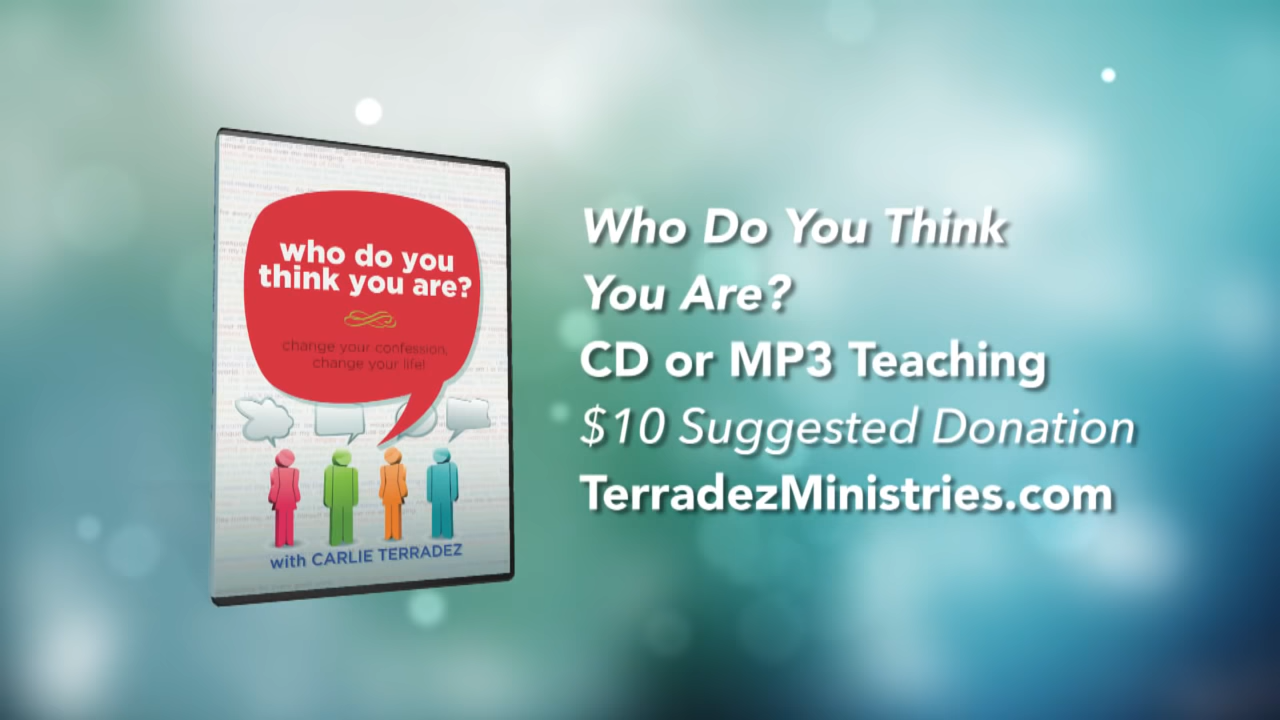 who do you
think you are?
change your confession,
change your life!
with CARLIE TERRADEZ
Who Do You Think
You Are?
CD or MP3 Teaching
$10 Suggested Donation
TerradezMinistries.com